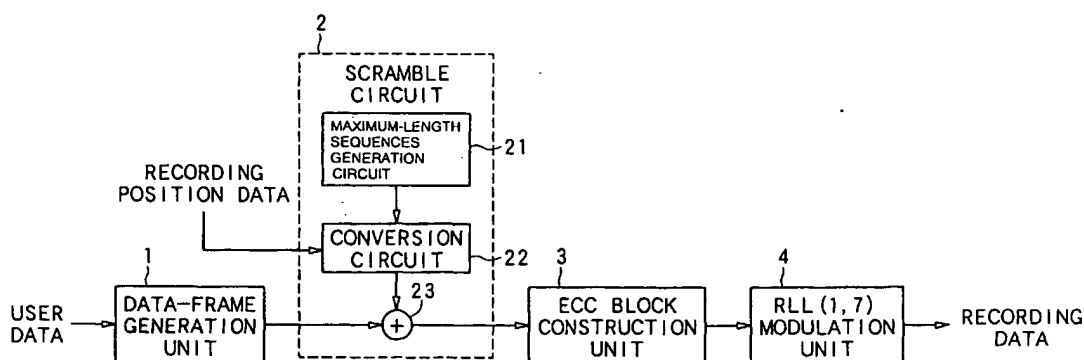 2
SCRAMBLE
CIRCUIT
MAXIMUM-LENGTH
SEQUENCES
GENERATION
CIRCUIT
21
RECORDING
POSITION DATA
CONVERSION
CIRCUIT
22
1
23
3
4
USER
DATA
DATA-FRAME
GENERATION
UNIT
+
ECC BLOCK
CONSTRUCTION
UNIT
RLL(1,7)
MODULATION
UNIT
RECORDING
DATA